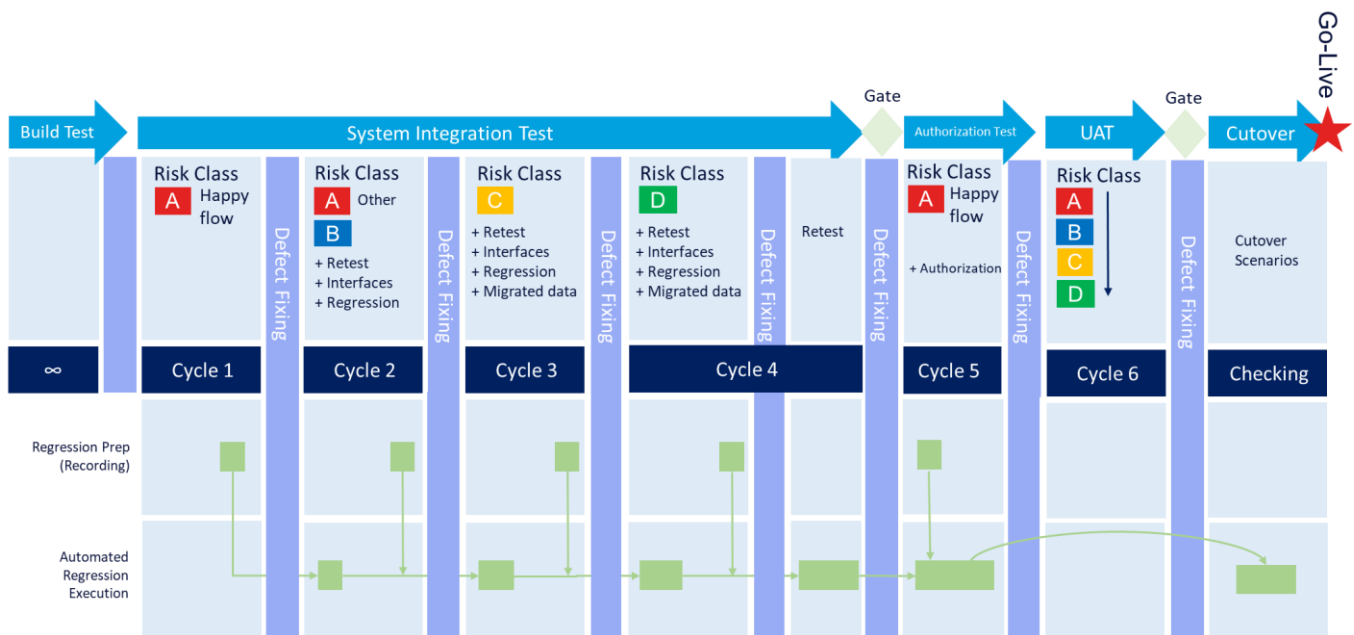 Go-Live
Gate
Gate
Build Test
System Integration Test
Authorization Test
UAT
Cutover
Risk Class
A Happy
flow
Defect Fixing
Risk Class
A Other
B
+ Retest
+ Interfaces
+ Regression
Defect Fixing
Risk Class
C
+ Retest
+ Interfaces
+ Regression
+ Migrated data
Defect Fixing
Risk Class
D
+ Retest
+ Interfaces
+ Regression
+ Migrated data
Defect Fixing
Retest
Defect Fixing
Risk Class
A Happy
flow
+ Authorization
Defect Fixing
Risk Class
A
B
C
D
Defect Fixing
Cutover
Scenarios
∞
Cycle 1
Cycle 2
Cycle 3
Cycle 4
Cycle 5
Cycle 6
Checking
Regression Prep
(Recording)
Automated
Regression
Execution